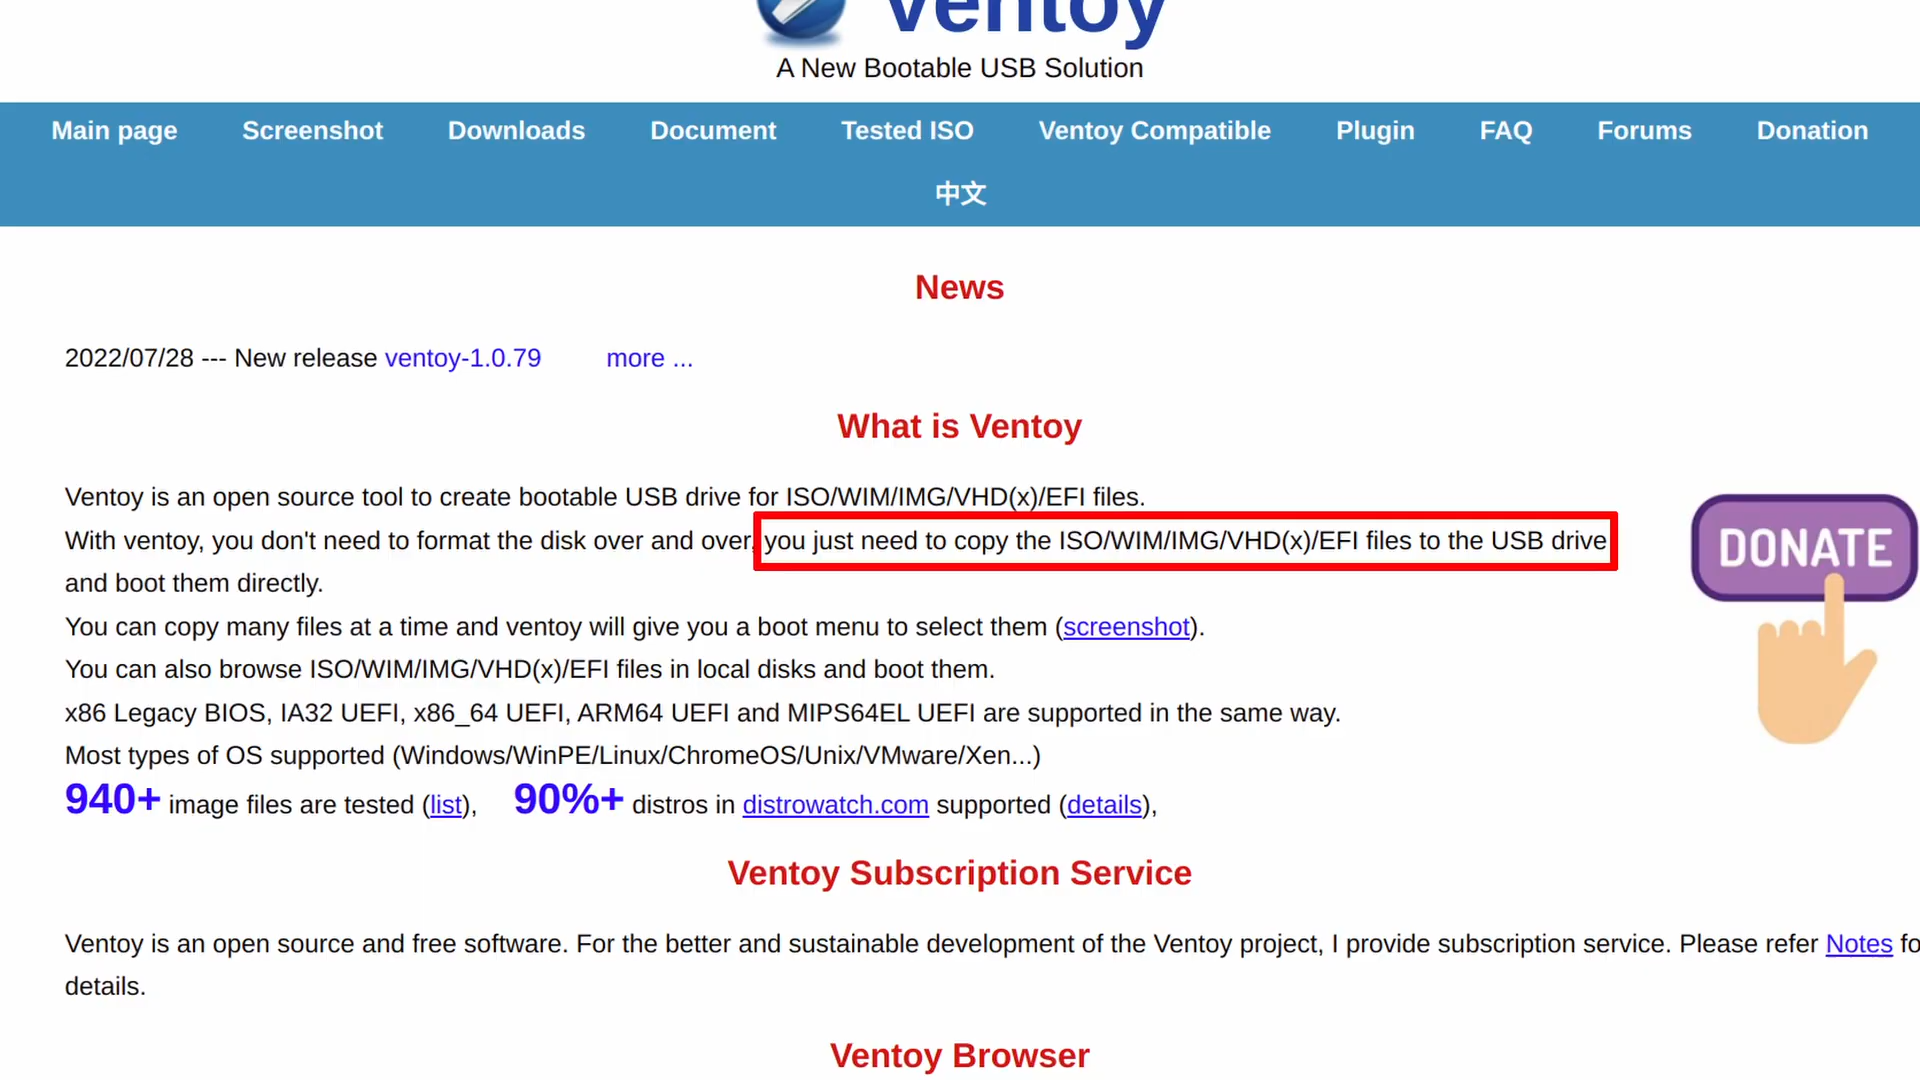 Ventoy
A New Bootable USB Solution
Main page Screenshot Downloads Document Tested ISO Ventoy Compatible Plugin FAQ Forums Donation
中文
News
2022/07/28 --- New release ventoy-1.0.79 more ...
What is Ventoy
Ventoy is an open source tool to create bootable USB drive for ISO/WIM/IMG/VHD(x)/EFI files.
With ventoy, you don't need to format the disk over and over, you just need to copy the ISO/WIM/IMG/VHD(x)/EFI files to the USB drive
and boot them directly.
You can copy many files at a time and ventoy will give you a boot menu to select them (screenshot).
You can also browse ISO/WIM/IMG/VHD(x)/EFI files in local disks and boot them.
x86 Legacy BIOS, IA32 UEFI, x86_64 UEFI, ARM64 UEFI and MIPS64EL UEFI are supported in the same way.
Most types of OS supported (Windows/WinPE/Linux/ChromeOS/Unix/VMware/Xen...)
940+ image files are tested (list), 90%+ distros in distrowatch.com supported (details),
DONATE
Ventoy Subscription Service
Ventoy is an open source and free software. For the better and sustainable development of the Ventoy project, I provide subscription service. Please refer Notes fo
details.
Ventoy Browser